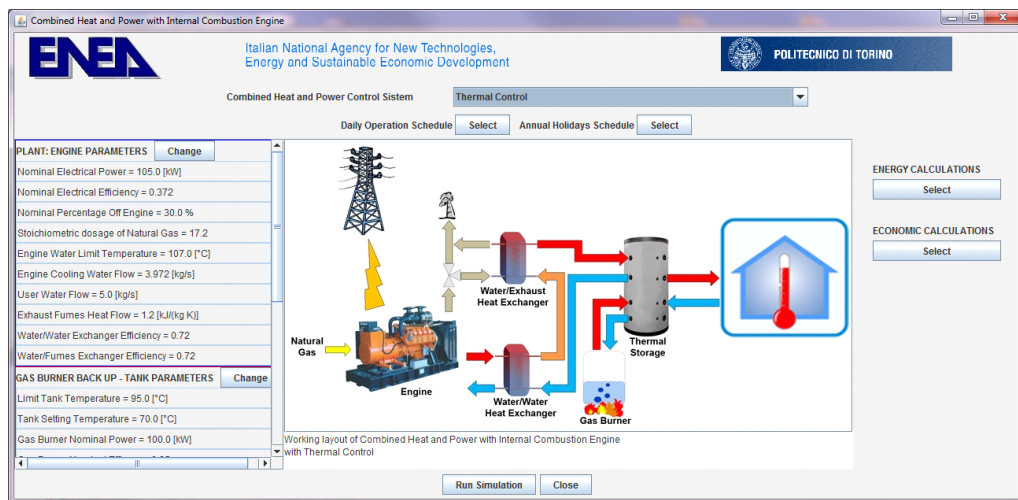 Combined Heat and Power with Internal Combustion Engine
ENEA
Italian National Agency for New Technologies,
Energy and Sustainable Economic Development
POLITECNICO DI TORINO
Combined Heat and Power Control Sistem
Thermal Control
Daily Operation Schedule
Select
Annual Holidays Schedule
Select
PLANT: ENGINE PARAMETERS
Change
Nominal Electrical Power = 105.0 [kW]
Nominal Electrical Efficiency = 0.372
Nominal Percentage Off Engine = 30.0 %
Stoichiometric dosage of Natural Gas = 17.2
Engine Water Limit Temperature = 107.0 [°C]
Engine Cooling Water Flow = 3.972 [kg/s]
User Water Flow = 5.0 [kg/s]
Exhaust Fumes Heat Flow = 1.2 [kJ/(kg K)]
Water/Water Exchanger Efficiency = 0.72
Water/Fumes Exchanger Efficiency = 0.72
GAS BURNER BACK UP - TANK PARAMETERS
Change
Limit Tank Temperature = 95.0 [°C]
Tank Setting Temperature = 70.0 [°C]
Gas Burner Nominal Power = 100.0 [kW]
Natural
Gas
Engine
Water/Exhaust
Heat Exchanger
Water/Water
Heat Exchanger
Thermal
Storage
Gas Burner
Working layout of Combined Heat and Power with Internal Combustion Engine
with Thermal Control
ENERGY CALCULATIONS
Select
ECONOMIC CALCULATIONS
Select
Run Simulation
Close